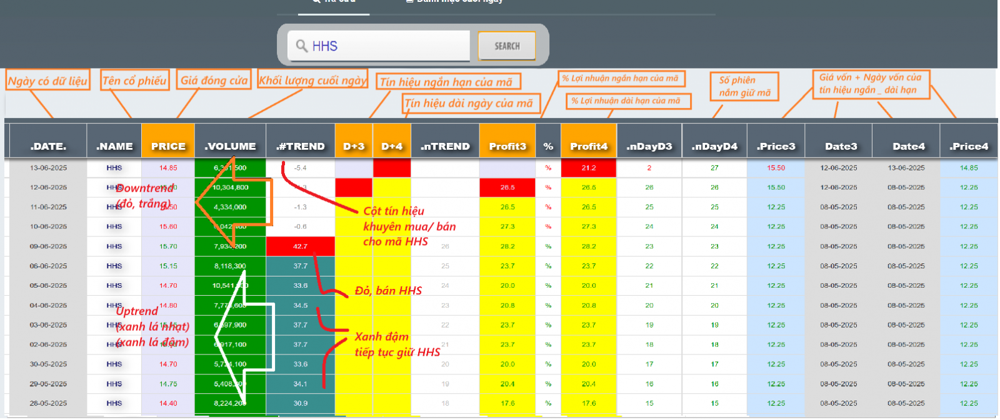 Tra cứu
Danh mục cuối ngày
HHS
SEARCH
Ngày có dữ liệu
Tên cổ phiếu
Giá đóng cửa
Khối lượng cuối ngày
Tín hiệu ngắn hạn của mã
% Lợi nhuận ngắn hạn của mã
Số phiên
nắm giữ mã
Giá vốn + Ngày vốn của
tín hiệu ngắn _ dài hạn
Tín hiệu dài ngày của mã
% Lợi nhuận dài hạn của mã
.DATE. .NAME PRICE .VOLUME .#TREND D+3 D+4 .nTREND Profit3 % Profit4 .nDayD3 .nDayD4 .Price3 Date3 Date4 .Price4
13-06-2025 HHS 14.85 -5.4 % 21.2 2 27 15.50 12-06-2025 13-06-2025 14.85
12-06-2025 HHS 10,304,800 26.5 % 26.5 26 26 15.50 12-06-2025 08-05-2025 12.25
11-06-2025 HHS 4,334,000 -1.3 26.5 % 26.5 25 25 12.25 08-05-2025 08-05-2025 12.25
10-06-2025 HHS 15.60 -0.6 27.3 % 27.3 24 24 12.25 08-05-2025 08-05-2025 12.25
09-06-2025 HHS 15.70 7,934,200 42.7 26 28.2 % 28.2 23 23 12.25 08-05-2025 08-05-2025 12.25
06-06-2025 HHS 15.15 8,118,300 37.7 25 23.7 % 23.7 22 22 12.25 08-05-2025 08-05-2025 12.25
05-06-2025 HHS 14.70 33.6 24 20.0 % 20.0 21 21 12.25 08-05-2025 08-05-2025 12.25
04-06-2025 HHS 14.80 34.5 23 20.8 % 20.8 20 20 12.25 08-05-2025 08-05-2025 12.25
03-06-2025 HHS 37.7 22 23.7 % 23.7 19 19 12.25 08-05-2025 08-05-2025 12.25
02-06-2025 HHS 37.7 21 23.7 % 23.7 18 18 12.25 08-05-2025 08-05-2025 12.25
30-05-2025 HHS 14.70 33.6 20 20.0 % 20.0 17 17 12.25 08-05-2025 08-05-2025 12.25
29-05-2025 HHS 14.75 34.1 19 20.4 % 20.4 16 16 12.25 08-05-2025 08-05-2025 12.25
28-05-2025 HHS 14.40 8,224,200 30.9 18 17.6 % 17.6 15 15 12.25 08-05-2025 08-05-2025 12.25
Downtrend
(đỏ, trắng)
Cột tín hiệu
khuyên mua/ bán
cho mã HHS
Đỏ, bán HHS
Uptrend
(xanh lá nhạt)
(xanh lá đậm)
Xanh đậm
tiếp tục giữ HHS